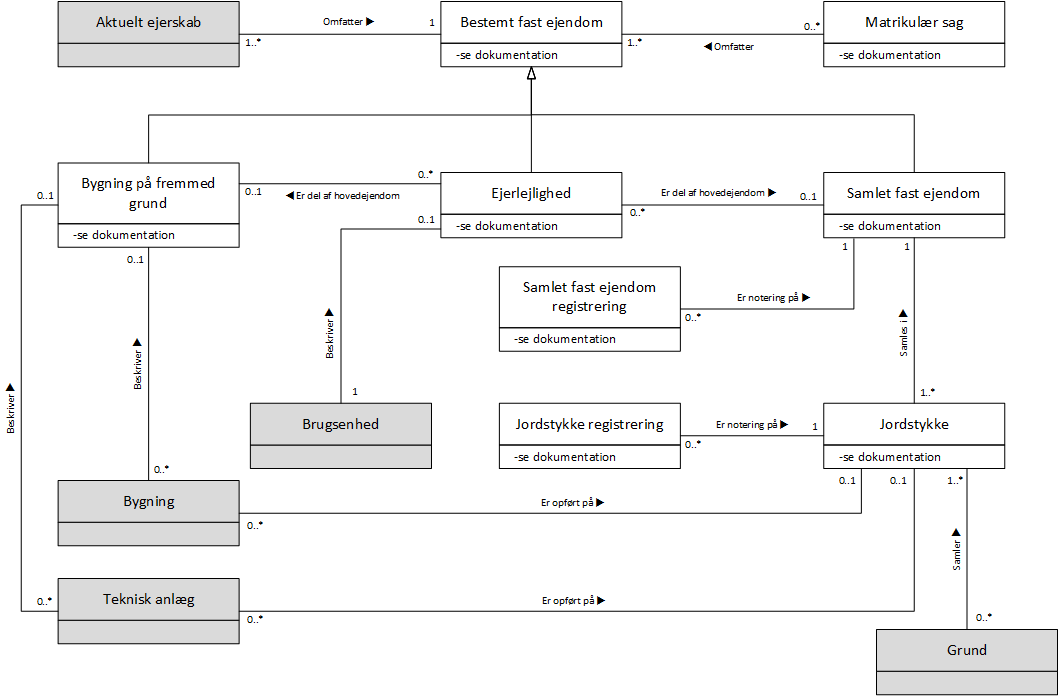 Aktuelt ejerskab
Omfatter ▶
1
1..*
Bestemt fast ejendom
-se dokumentation
0..*
1..*
◀ Omfatter
Matrikulær sag
-se dokumentation
0..1
Bygning på fremmed
grund
-se dokumentation
0..1
◀ Er del af hovedejendom
0..*
0..1
Ejerlejlighed
-se dokumentation
Er del af hovedejendom ▶
0..*
0..1
Samlet fast ejendom
-se dokumentation
0..1
1
1
Samlet fast ejendom
registrering
-se dokumentation
Er notering på ▶
0..*
Samles i ▶
Beskriver ▶
Beskriver ▶
Beskriver ▶
1
1..*
Brugsenhed
Jordstykke registrering
-se dokumentation
Er notering på ▶
0..*
1
Jordstykke
-se dokumentation
0..*
Bygning
0..*
Er opført på ▶
0..1
0..1
1..*
Samler ▶
0..*
Teknisk anlæg
0..*
Er opført på ▶
0..*
Grund